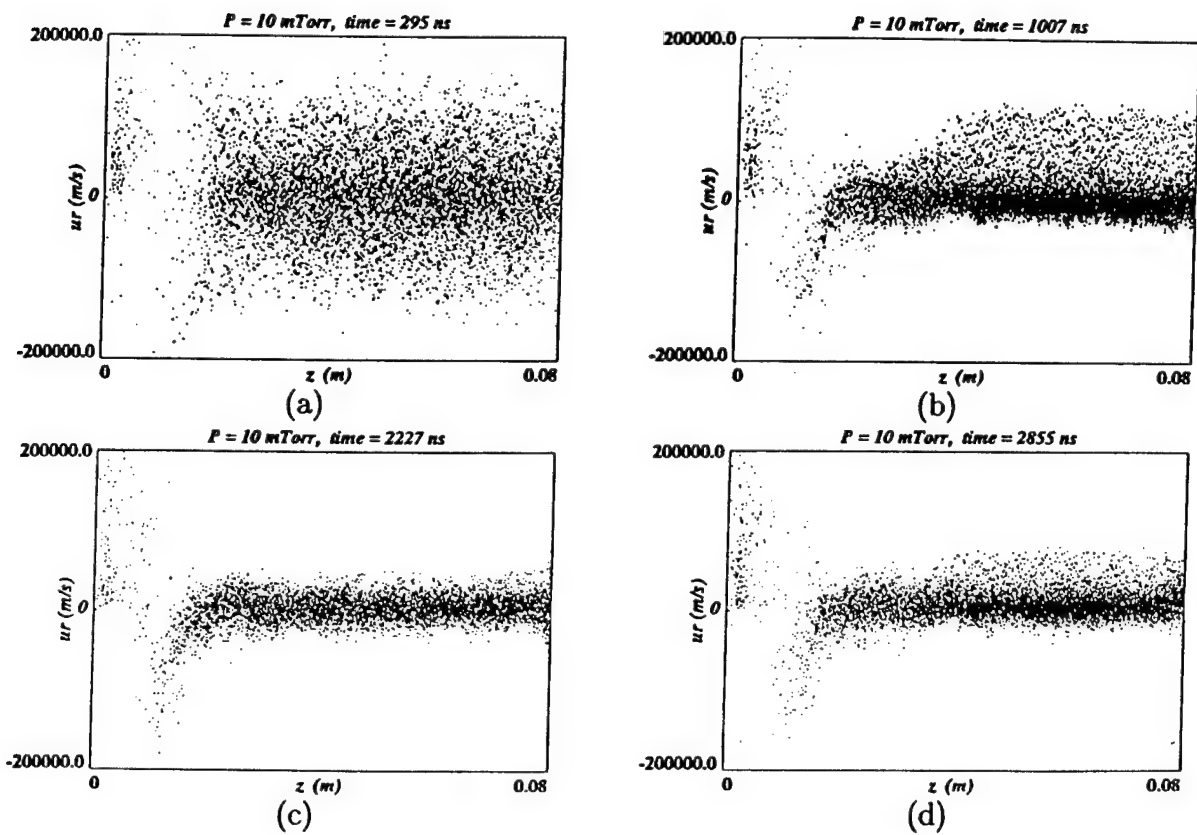 P = 10 mTorr, time = 295 ns
200000.0
ur (m/s)
0
-200000.0
0
z (m)
0.08
(a)
P = 10 mTorr, time = 1007 ns
200000.0
ur (m/s)
0
-200000.0
0
z (m)
0.08
(b)
P = 10 mTorr, time = 2227 ns
200000.0
ur (m/s)
0
-200000.0
0
z (m)
0.08
(c)
P = 10 mTorr, time = 2855 ns
200000.0
ur (m/s)
0
-200000.0
0
z (m)
0.08
(d)